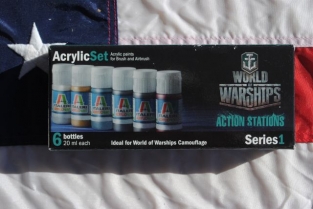 AcrylicSet
Acrylic paints
for Brush and Airbrush
WORLD
OF
WARSHIPS
ACTION STATIONS
6 bottles
20 ml each
Ideal for World of Warships Camouflage
Series1